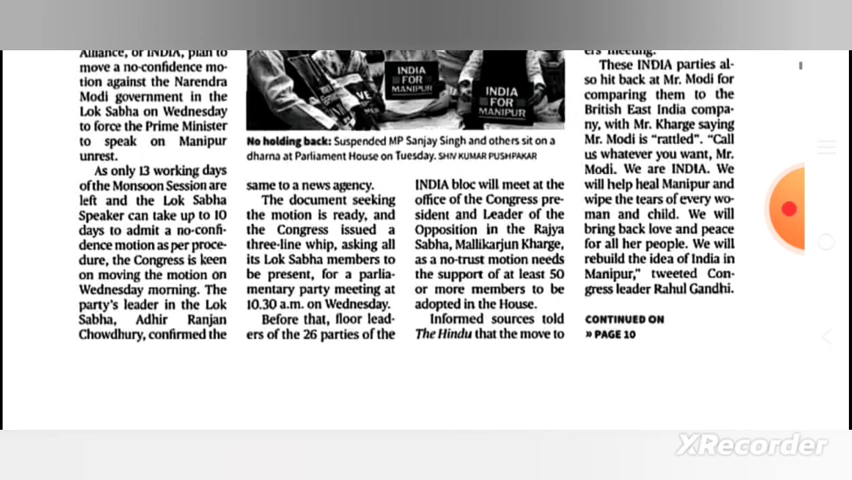 Alliance, or INDIA, plan to
move a no-confidence mo-
tion against the Narendra
Modi government in the
Lok Sabha on Wednesday
to force the Prime Minister
to speak on Manipur
unrest.
As only 13 working days
of the Monsoon Session are
left and the Lok Sabha
Speaker can take up to 10
days to admit a no-confi-
dence motion as per proce-
dure, the Congress is keen
on moving the motion on
Wednesday morning. The
party's leader in the Lok
Sabha, Adhir Ranjan
Chowdhury, confirmed the
INDIA
FOR
MANIPUR
INDIA
FOR
MANIPUR
No holding back: Suspended MP Sanjay Singh and others sit on a
dharna at Parliament House on Tuesday. SHIV KUMAR PUSHPAKAR
same to a news agency.
The document seeking
the motion is ready, and
the Congress issued a
three-line whip, asking all
its Lok Sabha members to
be present, for a parlia-
mentary party meeting at
10.30 a.m. on Wednesday.
Before that, floor lead-
ers of the 26 parties of the
INDIA bloc will meet at the
office of the Congress pre-
sident and Leader of the
Opposition in the Rajya
Sabha, Mallikarjun Kharge,
as a no-trust motion needs
the support of at least 50
or more members to be
adopted in the House.
Informed sources told
The Hindu that the move to
ers' meeting.
These INDIA parties al-
so hit back at Mr. Modi for
comparing them to the
British East India compa-
ny, with Mr. Kharge saying
Mr. Modi is "rattled". "Call
us whatever you want, Mr.
Modi. We are INDIA. We
will help heal Manipur and
wipe the tears of every wo-
man and child. We will
bring back love and peace
for all her people. We will
rebuild the idea of India in
Manipur," tweeted Con-
gress leader Rahul Gandhi.
CONTINUED ON
» PAGE 10
XRecorder